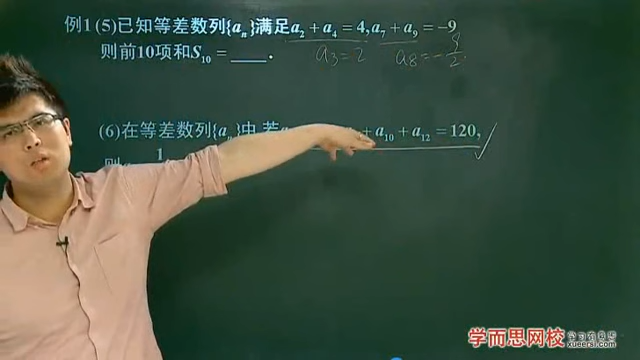 例1 (5)已知等差数列{aₙ}满足a₂ + a₄ = 4, a₇ + a₉ = −9
则前10项和S₁₀ = ____.
a₃ = 2 a₈ = −9/2
(6)在等差数列{aₙ}中,若 + a₁₀ + a₁₂ = 120,
则 1
学而思网校
xueersi.com